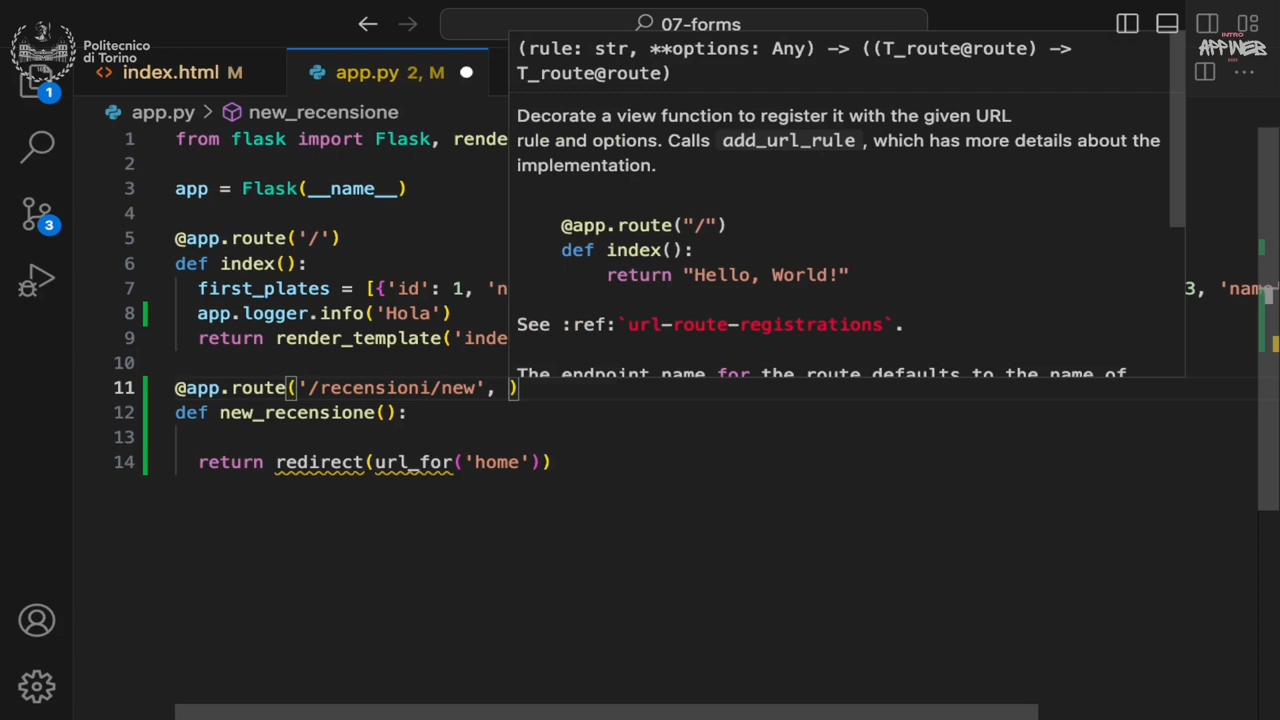 07-forms
Politecnico
di Torino
INTRO
APPIWEB
index.html M
app.py 2, M
1
3
app.py > new_recensione
(rule: str, **options: Any) -> ((T_route@route) ->
T_route@route)
Decorate a view function to register it with the given URL
rule and options. Calls add_url_rule, which has more details about the
implementation.
@app.route("/")
def index():
return "Hello, World!"
See :ref:`url-route-registrations`.
The endpoint name for the route defaults to the name of
1 from flask import Flask, rende
2
3 app = Flask(__name__)
4
5 @app.route('/')
6 def index():
7 first_plates = [{'id': 1, 'n 3, 'name
8 app.logger.info('Hola')
9 return render_template('inde
10
11 @app.route('/recensioni/new', )
12 def new_recensione():
13
14 return redirect(url_for('home'))